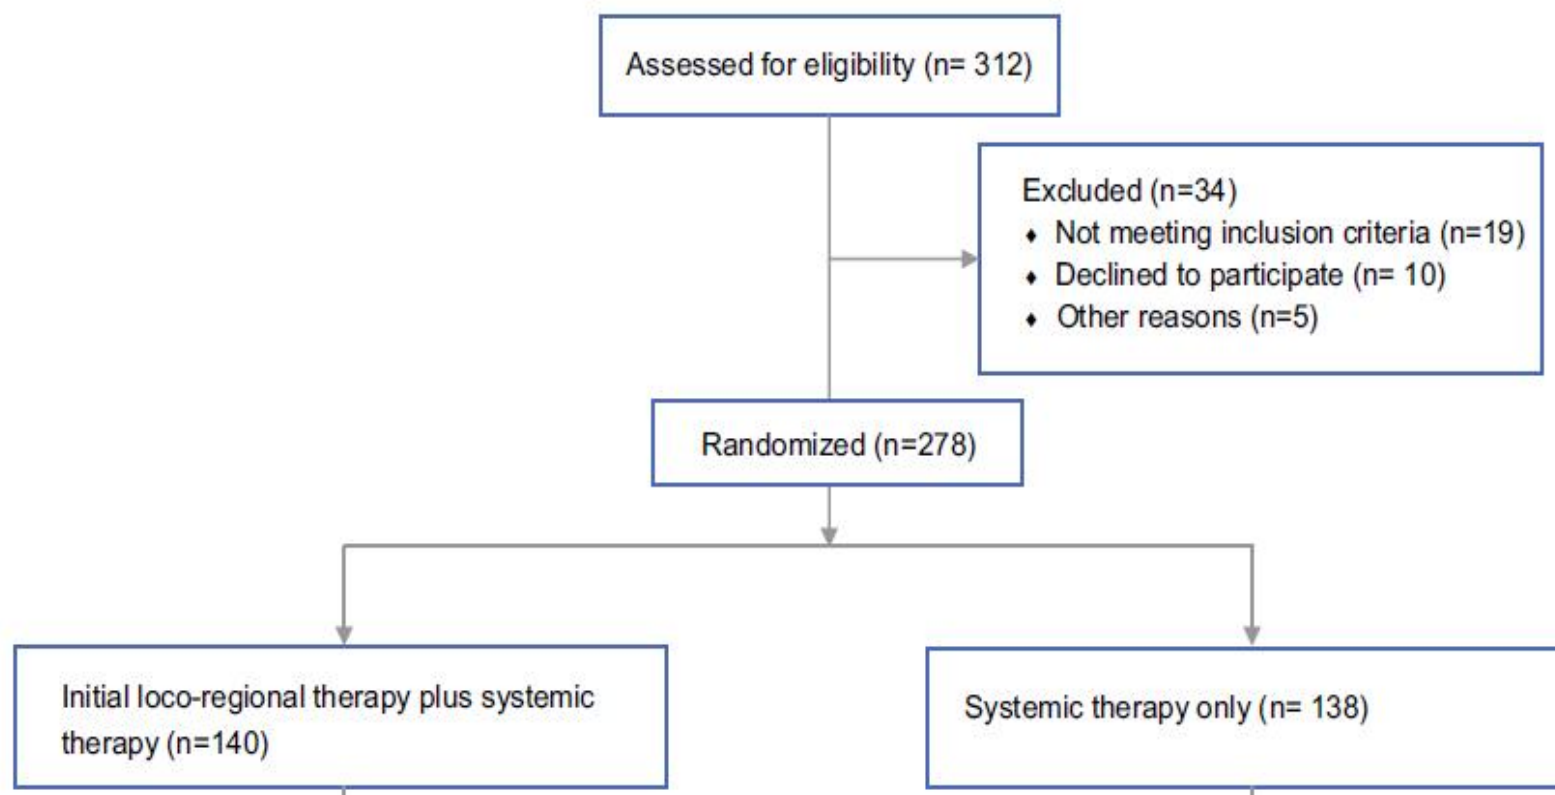 Assessed for eligibility (n= 312)
Excluded (n=34)
♦ Not meeting inclusion criteria (n=19)
♦ Declined to participate (n= 10)
♦ Other reasons (n=5)
Randomized (n=278)
Initial loco-regional therapy plus systemic
therapy (n=140)
Systemic therapy only (n= 138)